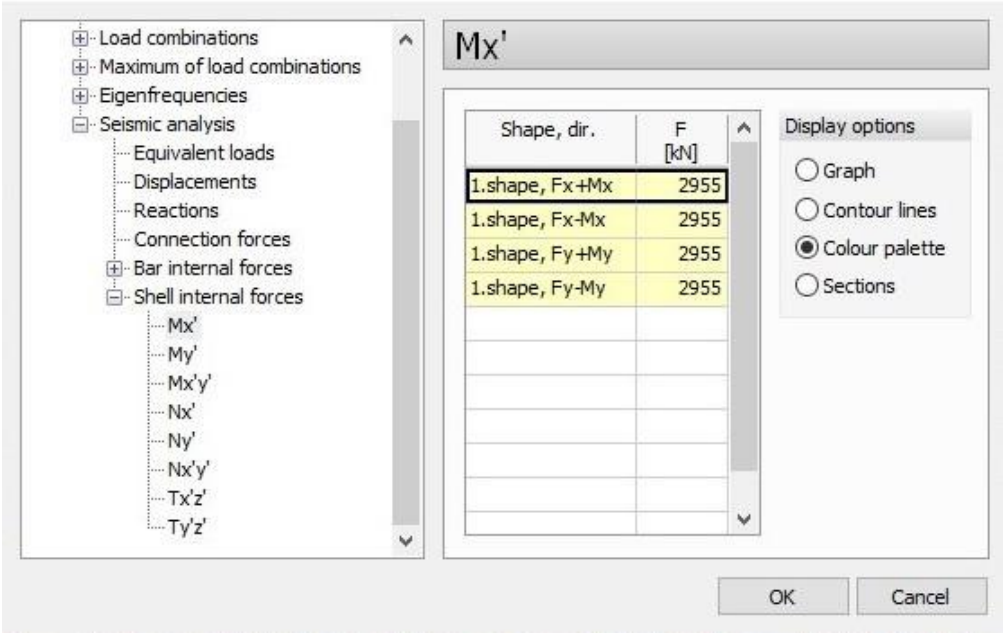 Load combinations
Maximum of load combinations
Eigenfrequencies
Seismic analysis
Equivalent loads
Displacements
Reactions
Connection forces
Bar internal forces
Shell internal forces
Mx'
My'
Mx'y'
Nx'
Ny'
Nx'y'
Tx'z'
Ty'z'
Mx'
Shape, dir. F
[kN]
1.shape, Fx+Mx 2955
1.shape, Fx-Mx 2955
1.shape, Fy+My 2955
1.shape, Fy-My 2955
Display options
Graph
Contour lines
Colour palette
Sections
OK Cancel